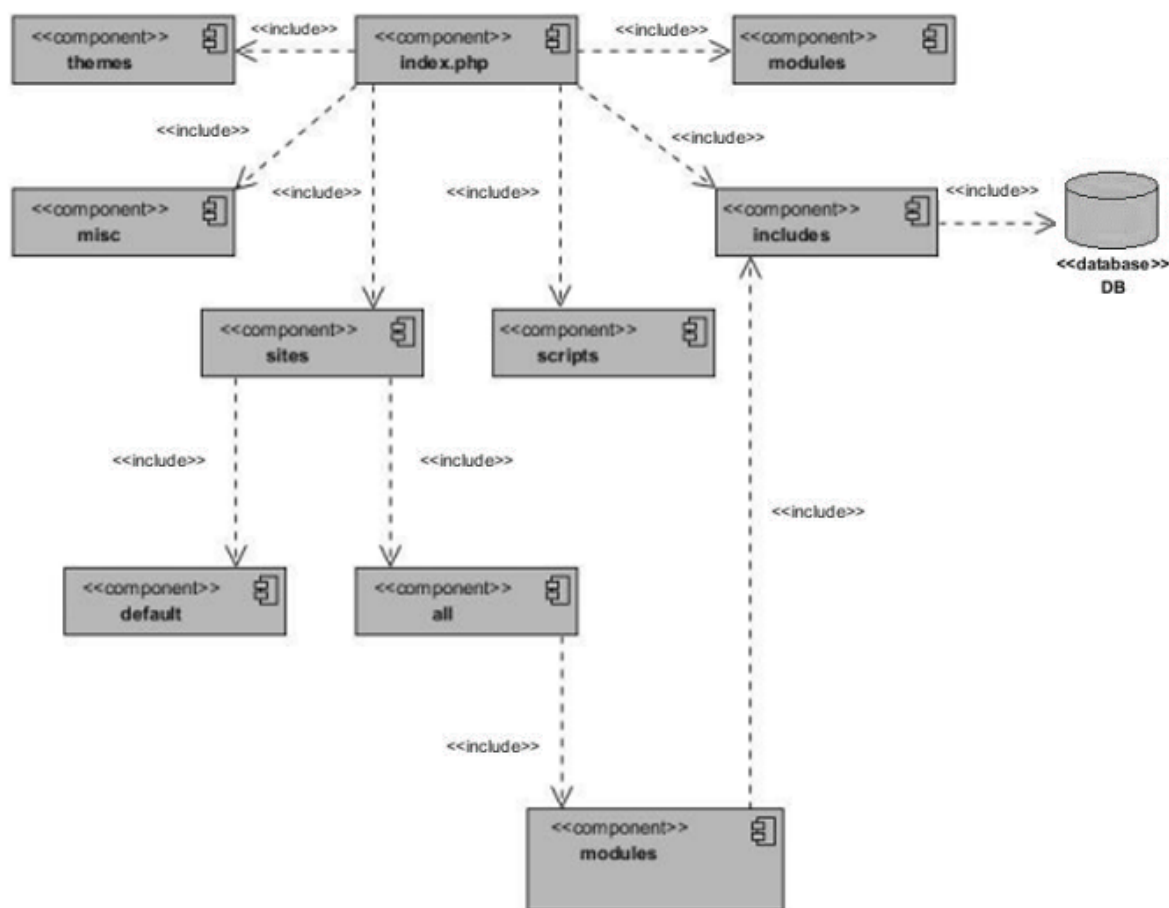 <<component>>
themes
<<include>>
<<component>>
index.php
<<include>>
<<component>>
modules
<<include>>
<<include>>
<<include>>
<<include>>
<<component>>
misc
<<component>>
includes
<<include>>
<<database>>
DB
<<component>>
sites
<<component>>
scripts
<<include>>
<<include>>
<<include>>
<<component>>
default
<<component>>
all
<<include>>
<<component>>
modules